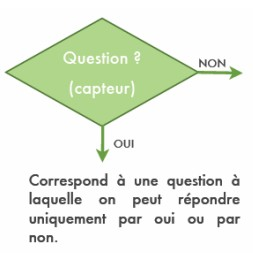 Question ?
(capteur)
NON
OUI
Correspond à une question à
laquelle on peut répondre
uniquement par oui ou par
non.